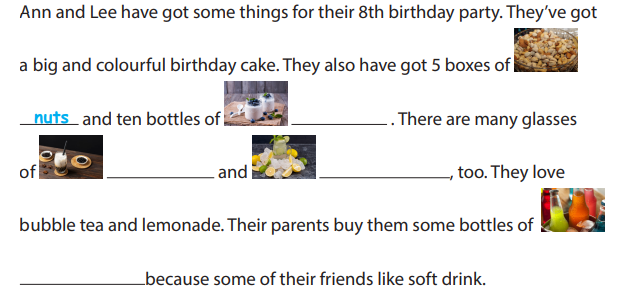 Ann and Lee have got some things for their 8th birthday party. They've got
a big and colourful birthday cake. They also have got 5 boxes of
__nuts__ and ten bottles of ____________ . There are many glasses
of ____________ and ________________, too. They love
bubble tea and lemonade. Their parents buy them some bottles of
________________because some of their friends like soft drink.